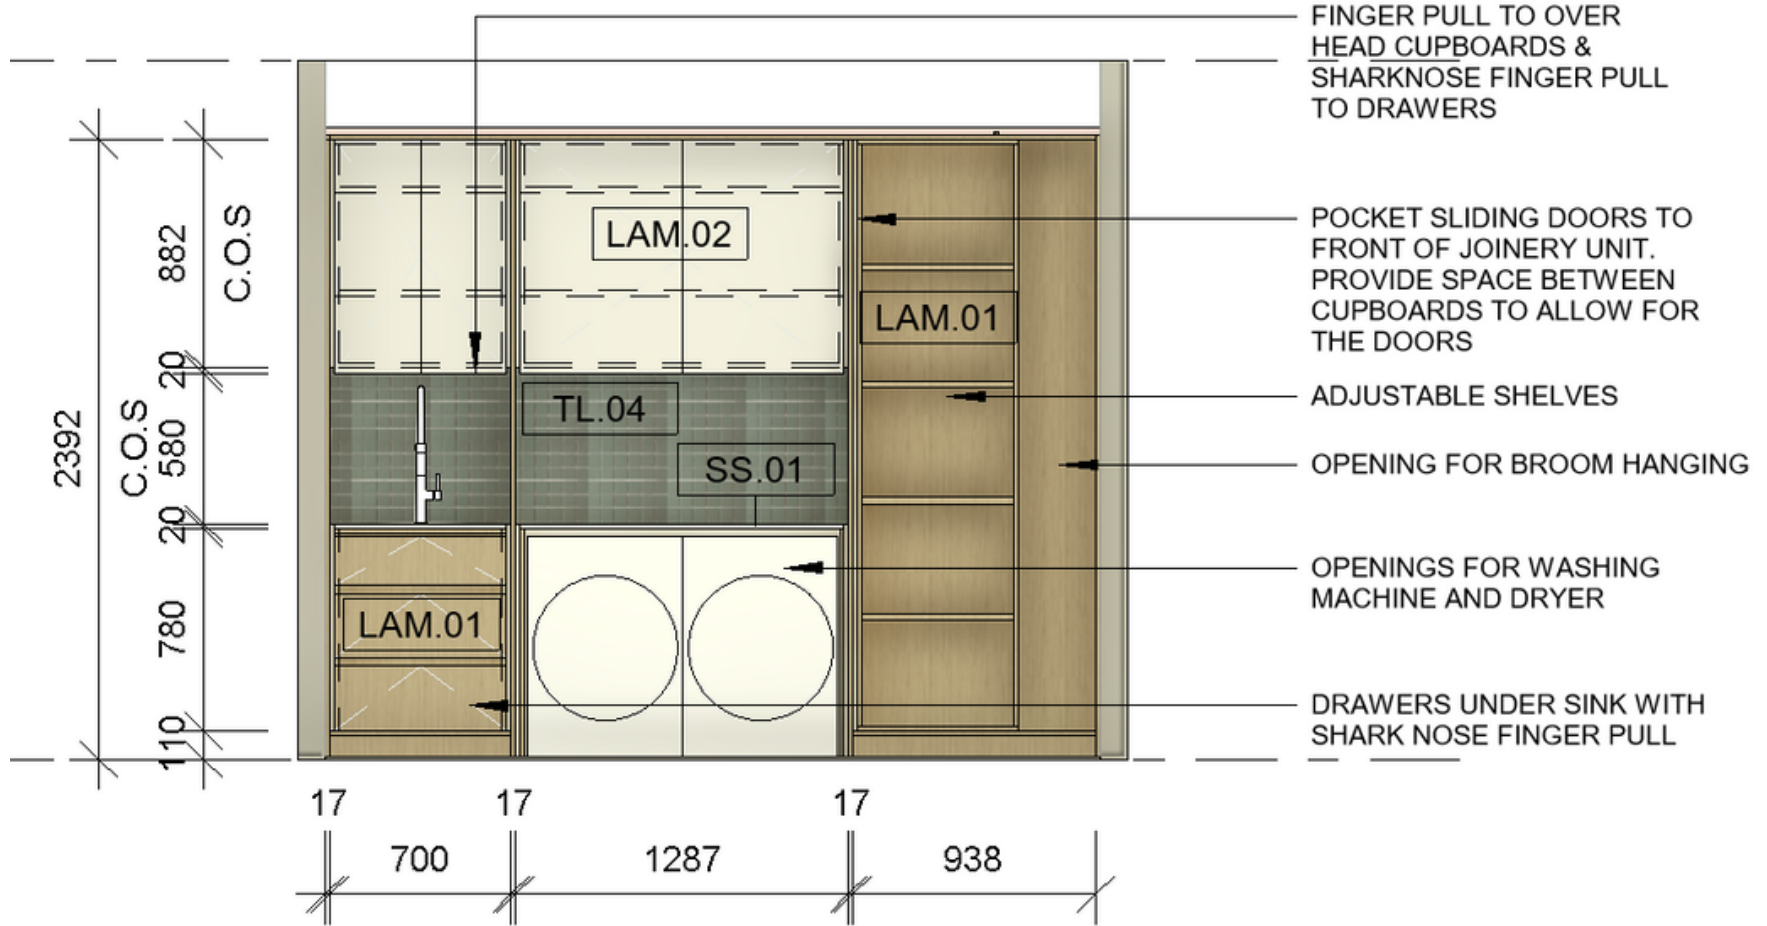 FINGER PULL TO OVER
HEAD CUPBOARDS &
SHARKNOSE FINGER PULL
TO DRAWERS
POCKET SLIDING DOORS TO
FRONT OF JOINERY UNIT.
PROVIDE SPACE BETWEEN
CUPBOARDS TO ALLOW FOR
THE DOORS
ADJUSTABLE SHELVES
OPENING FOR BROOM HANGING
OPENINGS FOR WASHING
MACHINE AND DRYER
DRAWERS UNDER SINK WITH
SHARK NOSE FINGER PULL
LAM.02
LAM.01
TL.04
SS.01
LAM.01
2392
C.O.S
882
C.O.S
20
580
20
780
110
17
17
17
700
1287
938